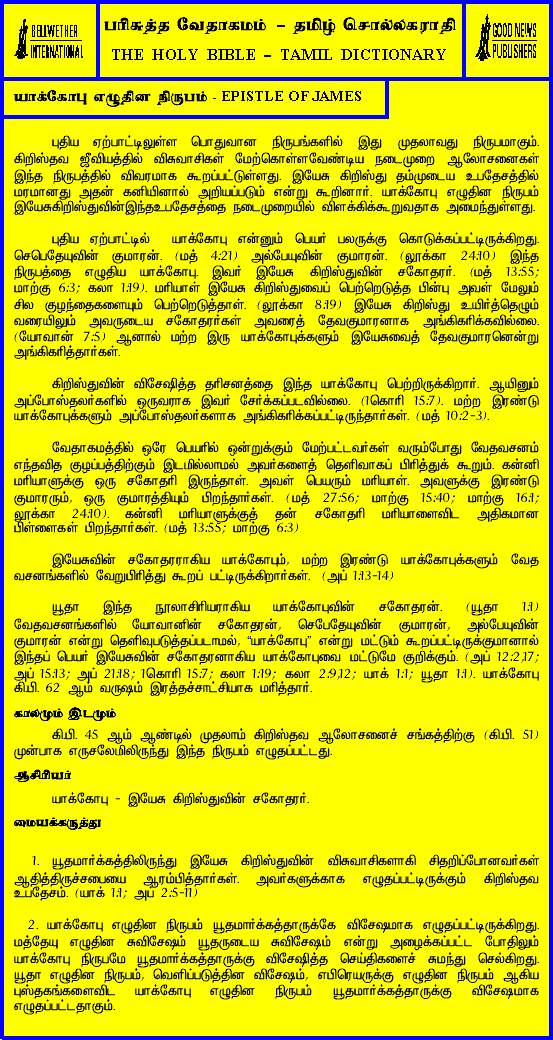 BELLWETHER
INTERNATIONAL
பரிசுத்த வேதாகமம் - தமிழ் சொல்லகராதி
THE HOLY BIBLE - TAMIL DICTIONARY
GOOD NEWS
PUBLISHERS
யாக்கோபு எழுதின நிருபம் - EPISTLE OF JAMES
புதிய ஏற்பாட்டிலுள்ள பொதுவான நிருபங்களில் இது முதலாவது நிருபமாகும்.
கிறிஸ்தவ ஜீவியத்தில் விசுவாசிகள் மேற்கொள்ளவேண்டிய நடைமுறை ஆலோசனைகள்
இந்த நிருபத்தில் விவரமாக கூறப்பட்டுள்ளது. இயேசு கிறிஸ்து தம்முடைய உபதேசத்தில்
மரமானது அதன் கனியினால் அறியப்படும் என்று கூறினார். யாக்கோபு எழுதின நிருபம்
இயேசுகிறிஸ்துவின்இந்தஉபதேசத்தை நடைமுறையில் விளக்கிக்கூறுவதாக அமைந்துள்ளது.
புதிய ஏற்பாட்டில் யாக்கோபு என்னும் பெயர் பலருக்கு கொடுக்கப்பட்டிருக்கிறது.
செபெதேயுவின் குமாரன். (மத் 4:21) அல்பேயுவின் குமாரன். (லூக்கா 24:10) இந்த
நிருபத்தை எழுதிய யாக்கோபு. இவர் இயேசு கிறிஸ்துவின் சகோதரர். (மத் 13:55;
மாற்கு 6:3; கலா 1:19). மரியாள் இயேசு கிறிஸ்துவைப் பெற்றெடுத்த பின்பு அவள் மேலும்
சில குழந்தைகளையும் பெற்றெடுத்தாள். (லூக்கா 8:19) இயேசு கிறிஸ்து உயிர்த்தெழும்
வரையிலும் அவருடைய சகோதரர்கள் அவரைத் தேவகுமாரனாக அங்கிகரிக்கவில்லை.
(யோவான் 7:5) ஆனால் மற்ற இரு யாக்கோபுக்களும் இயேசுவைத் தேவகுமாரனென்று
அங்கிகரித்தார்கள்.
கிறிஸ்துவின் விசேஷித்த தரிசனத்தை இந்த யாக்கோபு பெற்றிருக்கிறார். ஆயினும்
அப்போஸ்தலர்களில் ஒருவராக இவர் சேர்க்கப்படவில்லை. (1கொரி 15:7). மற்ற இரண்டு
யாக்கோபுக்களும் அப்போஸ்தலர்களாக அங்கிகரிக்கப்பட்டிருந்தார்கள். (மத் 10:2-3).
வேதாகமத்தில் ஒரே பெயரில் ஒன்றுக்கும் மேற்பட்டவர்கள் வரும்போது வேதவசனம்
எந்தவித குழப்பத்திற்கும் இடமில்லாமல் அவர்களைத் தெளிவாகப் பிரித்துக் கூறும். கன்னி
மரியாளுக்கு ஒரு சகோதரி இருந்தாள். அவள் பெயரும் மரியாள். அவளுக்கு இரண்டு
குமாரரும், ஒரு குமாரத்தியும் பிறந்தார்கள். (மத் 27:56; மாற்கு 15:40; மாற்கு 16:1;
லூக்கா 24:10). கன்னி மரியாளுக்குத் தன் சகோதரி மரியாளைவிட அதிகமான
பிள்ளைகள் பிறந்தார்கள். (மத் 13:55; மாற்கு 6:3)
இயேசுவின் சகோதரராகிய யாக்கோபும், மற்ற இரண்டு யாக்கோபுக்களும் வேத
வசனங்களில் வேறுபிரித்து கூறப் பட்டிருக்கிறார்கள். (அப் 1:13-14)
யூதா இந்த நூலாசிரியராகிய யாக்கோபுவின் சகோதரன். (யூதா 1:1)
வேதவசனங்களில் யோவானின் சகோதரன், செபேதேயுவின் குமாரன், அல்பேயுவின்
குமாரன் என்று தெளிவுபடுத்தப்படாமல், “யாக்கோபு” என்று மட்டும் கூறப்பட்டிருக்குமானால்
இந்தப் பெயர் இயேசுவின் சகோதரனாகிய யாக்கோபுவை மட்டுமே குறிக்கும். (அப் 12:2,17;
அப் 15:13; அப் 21:18; 1கொரி 15:7; கலா 1:19; கலா 2:9,12; யாக் 1:1; யூதா 1:1). யாக்கோபு
கி.பி. 62 ஆம் வருஷம் இரத்தச்சாட்சியாக மரித்தார்.
காலமும் இடமும்
கி.பி. 45 ஆம் ஆண்டில் முதலாம் கிறிஸ்தவ ஆலோசனைச் சங்கத்திற்கு (கி.பி. 51)
முன்பாக எருசலேமிலிருந்து இந்த நிருபம் எழுதப்பட்டது.
ஆசிரியர்
யாக்கோபு - இயேசு கிறிஸ்துவின் சகோதரர்.
மையக்கருத்து
1. யூதமார்க்கத்திலிருந்து இயேசு கிறிஸ்துவின் விசுவாசிகளாகி சிதறிப்போனவர்கள்
ஆதித்திருச்சபையை ஆரம்பித்தார்கள். அவர்களுக்காக எழுதப்பட்டிருக்கும் கிறிஸ்தவ
உபதேசம். (யாக் 1:1; அப் 2:5-11)
2. யாக்கோபு எழுதின நிருபம் யூதமார்க்கத்தாருக்கே விசேஷமாக எழுதப்பட்டிருக்கிறது.
மத்தேயு எழுதின சுவிசேஷம் யூதருடைய சுவிசேஷம் என்று அழைக்கப்பட்ட போதிலும்
யாக்கோபு நிருபமே யூதமார்க்கத்தாருக்கு விசேஷித்த செய்திகளைச் சுமந்து செல்கிறது.
யூதா எழுதின நிருபம், வெளிப்படுத்தின விசேஷம், எபிரெயருக்கு எழுதின நிருபம் ஆகிய
புஸ்தகங்களைவிட யாக்கோபு எழுதின நிருபம் யூதமார்க்கத்தாருக்கு விசேஷமாக
எழுதப்பட்டதாகும்.